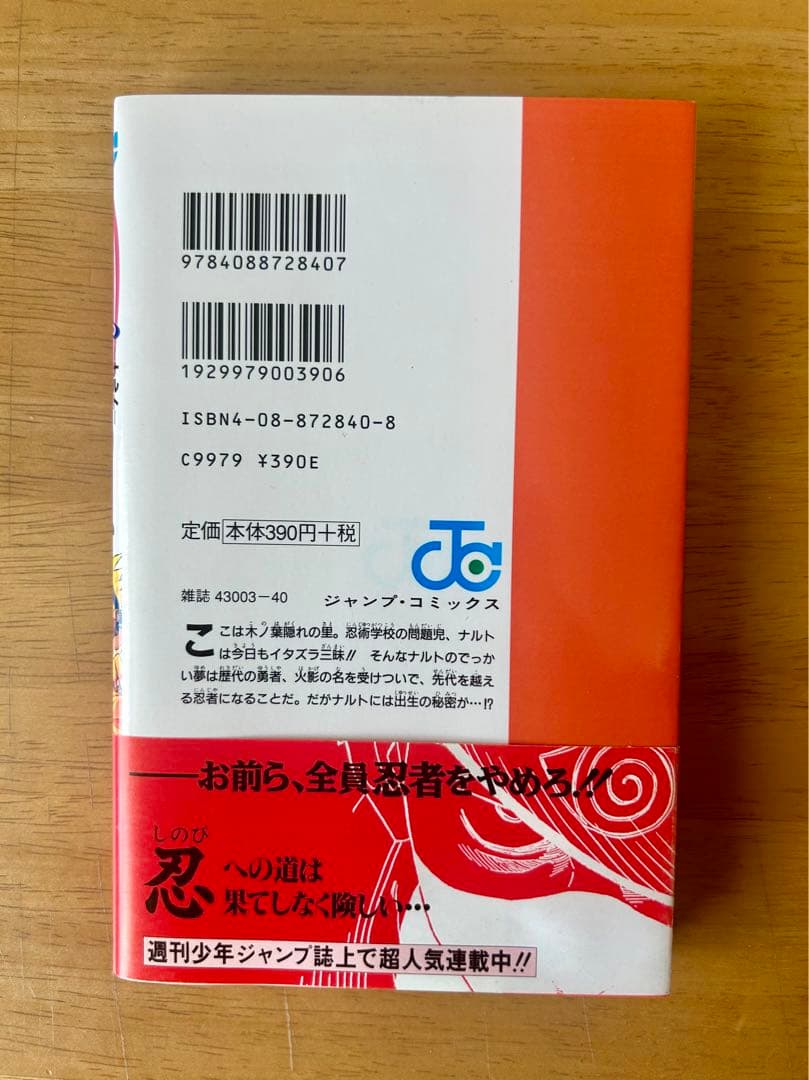 9784088728407
1929979003906
ISBN4-08-872840-8
C9979 ¥390E
定価 本体390円+税
雑誌 43003-40
ジャンプ・コミックス
ここは木ノ葉隠れの里。忍術学校の問題児、ナルト
は今日もイタズラ三昧!! そんなナルトのでっか
い夢は歴代の勇者、火影の名を受けついで、先代を越え
る忍者になることだ。だがナルトには出生の秘密が…!?
――お前ら、全員忍者をやめろ!!
しのび
忍への道は
果てしなく険しい…
週刊少年ジャンプ誌上で超人気連載中!!